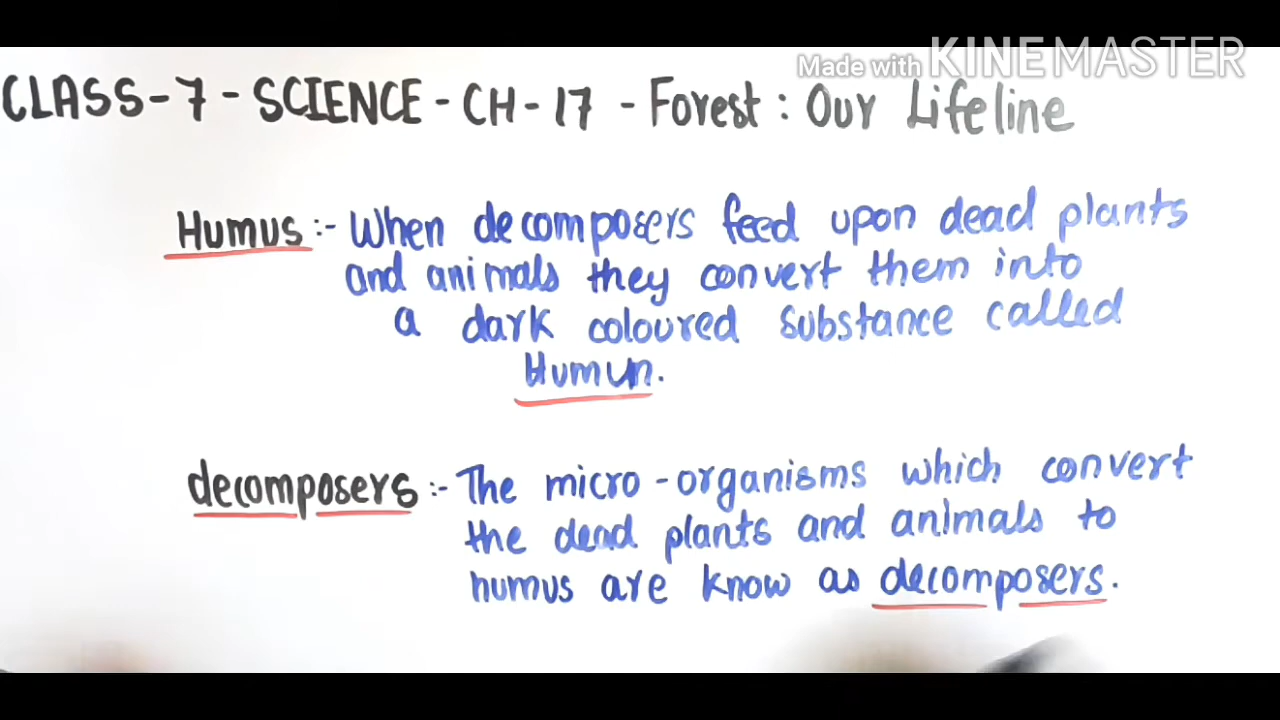 Made with KINEMASTER
CLASS-7 - SCIENCE - CH-17 - Forest : Our Lifeline
Humus :- When decomposers feed upon dead plants
and animals they convert them into
a dark coloured substance called
Humun.
decomposers :- The micro-organisms which convert
the dead plants and animals to
humus are know as decomposers.